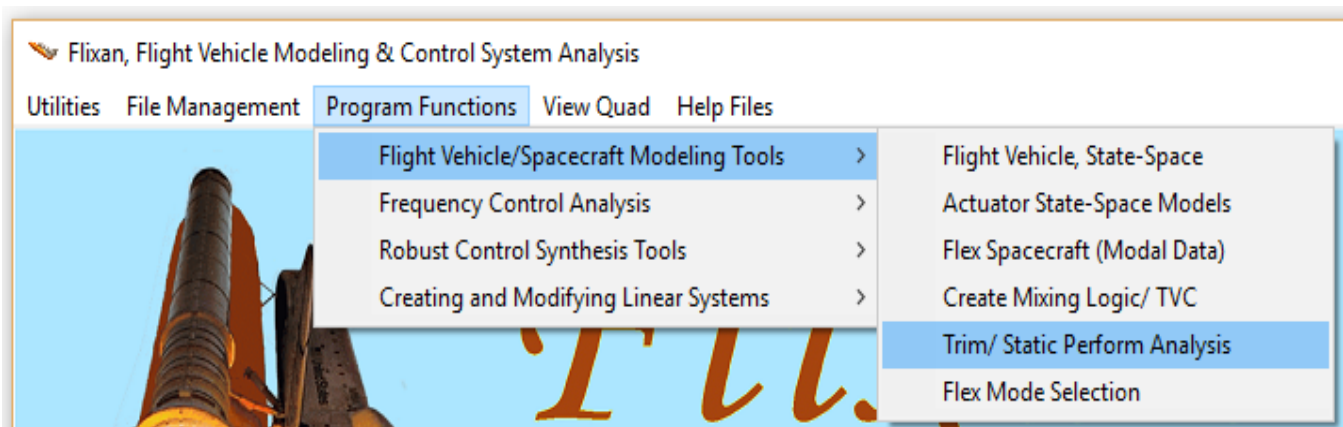 Flixan, Flight Vehicle Modeling & Control System Analysis
Utilities File Management Program Functions View Quad Help Files
Flight Vehicle/Spacecraft Modeling Tools >
Frequency Control Analysis >
Robust Control Synthesis Tools >
Creating and Modifying Linear Systems >
Flight Vehicle, State-Space
Actuator State-Space Models
Flex Spacecraft (Modal Data)
Create Mixing Logic/ TVC
Trim/ Static Perform Analysis
Flex Mode Selection